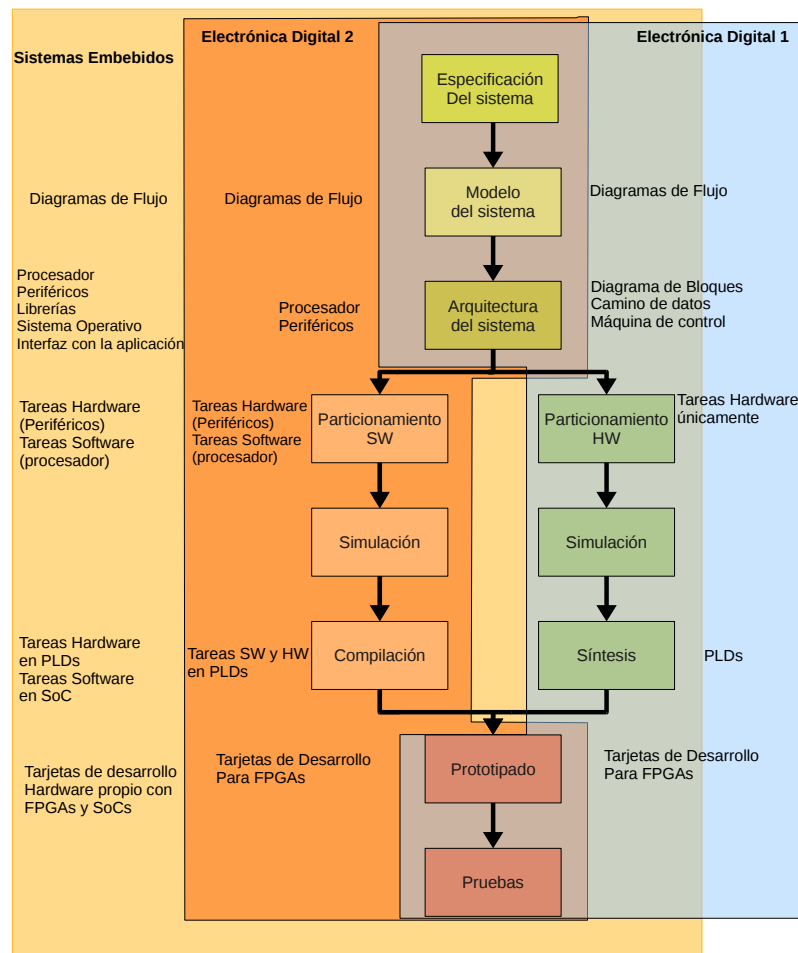 Sistemas Embebidos
Electrónica Digital 2
Electrónica Digital 1
Especificación
Del sistema
Diagramas de Flujo
Diagramas de Flujo
Modelo
del sistema
Diagramas de Flujo
Procesador
Periféricos
Librerías
Sistema Operativo
Interfaz con la aplicación
Procesador
Periféricos
Arquitectura
del sistema
Diagrama de Bloques
Camino de datos
Máquina de control
Tareas Hardware
(Periféricos)
Tareas Software
(procesador)
Tareas Hardware
(Periféricos)
Tareas Software
(procesador)
Particionamiento
SW
Particionamiento
HW
Tareas Hardware
únicamente
Simulación
Simulación
Tareas Hardware
en PLDs
Tareas Software
en SoC
Tareas SW y HW
en PLDs
Compilación
Síntesis
PLDs
Tarjetas de desarrollo
Hardware propio con
FPGAs y SoCs
Tarjetas de Desarrollo
Para FPGAs
Prototipado
Tarjetas de Desarrollo
Para FPGAs
Pruebas